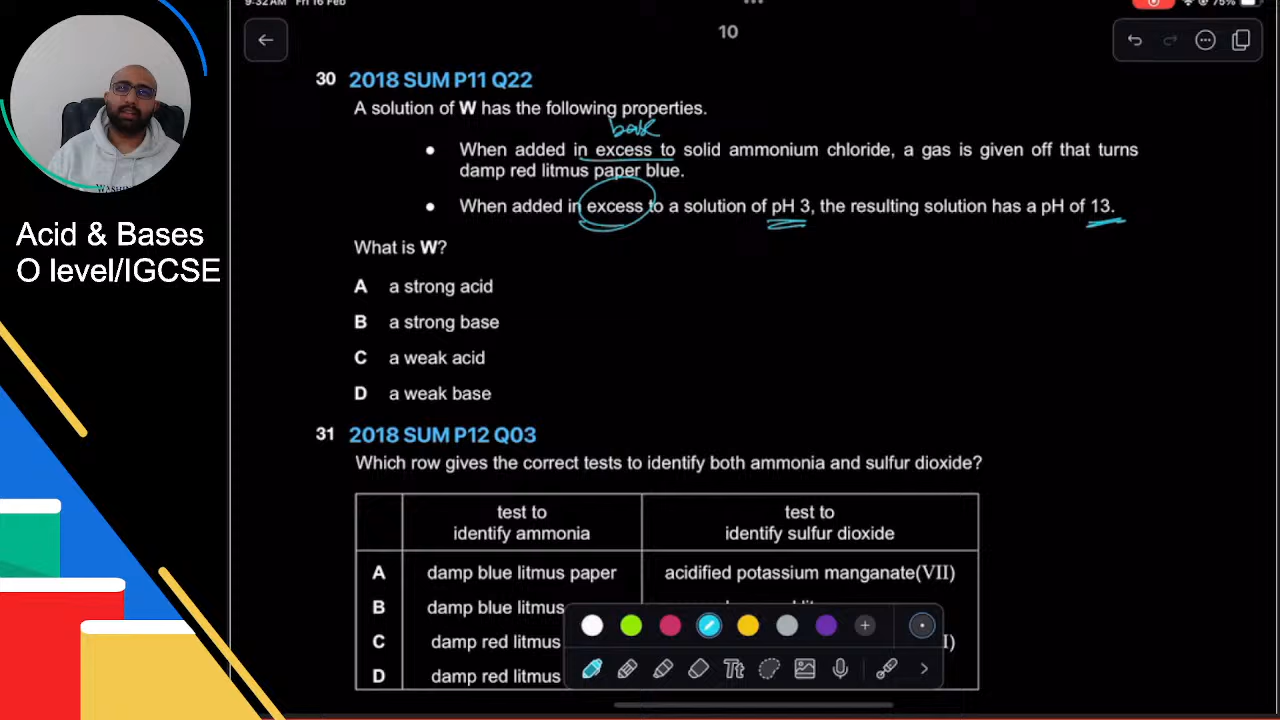 9:32AM Fri 16 Feb
75%
10
30 2018 SUM P11 Q22
A solution of W has the following properties.
base
• When added in excess to solid ammonium chloride, a gas is given off that turns
damp red litmus paper blue.
• When added in excess to a solution of pH 3, the resulting solution has a pH of 13.
What is W?
A a strong acid
B a strong base
C a weak acid
D a weak base
31 2018 SUM P12 Q03
Which row gives the correct tests to identify both ammonia and sulfur dioxide?
test to test to
identify ammonia identify sulfur dioxide
A damp blue litmus paper acidified potassium manganate(VII)
B damp blue litmus
C damp red litmus I)
D damp red litmus
Tt
Acid & Bases
O level/IGCSE